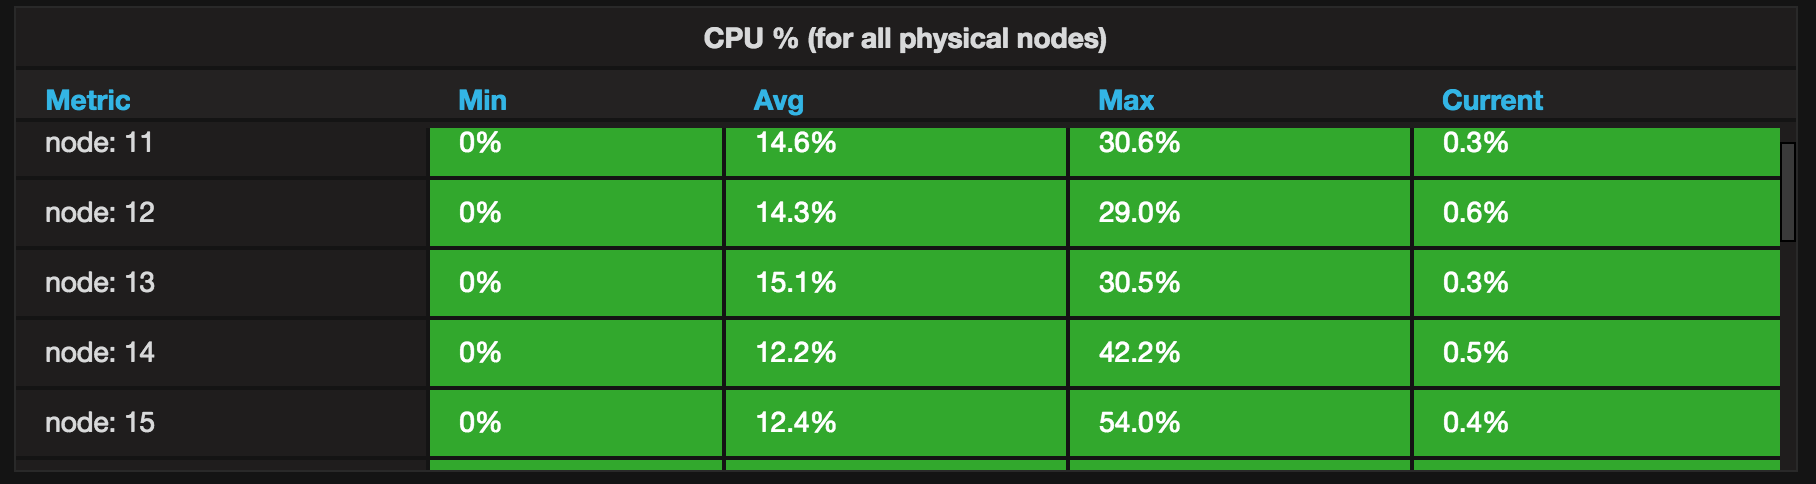 CPU % (for all physical nodes)
Metric Min Avg Max Current
node: 11 0% 14.6% 30.6% 0.3%
node: 12 0% 14.3% 29.0% 0.6%
node: 13 0% 15.1% 30.5% 0.3%
node: 14 0% 12.2% 42.2% 0.5%
node: 15 0% 12.4% 54.0% 0.4%